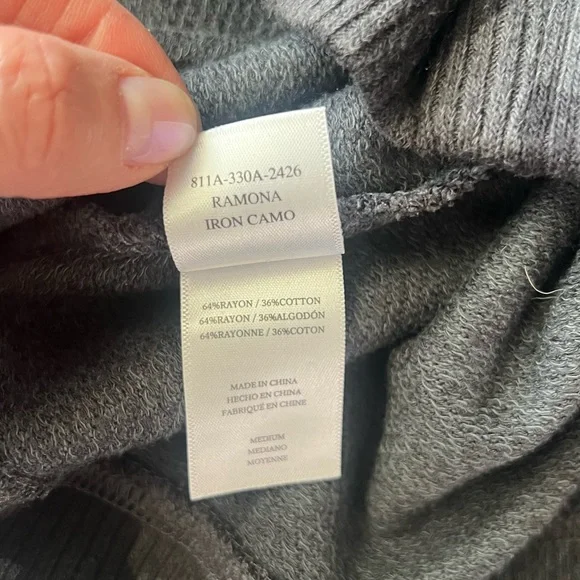 811A-330A-2426
RAMONA
IRON CAMO
64%RAYON / 36%COTTON
64%RAYON / 36%ALGODÓN
64%RAYONNE / 36%COTON
MADE IN CHINA
HECHO EN CHINA
FABRIQUÉ EN CHINE
MEDIUM
MEDIANO
MOYENNE